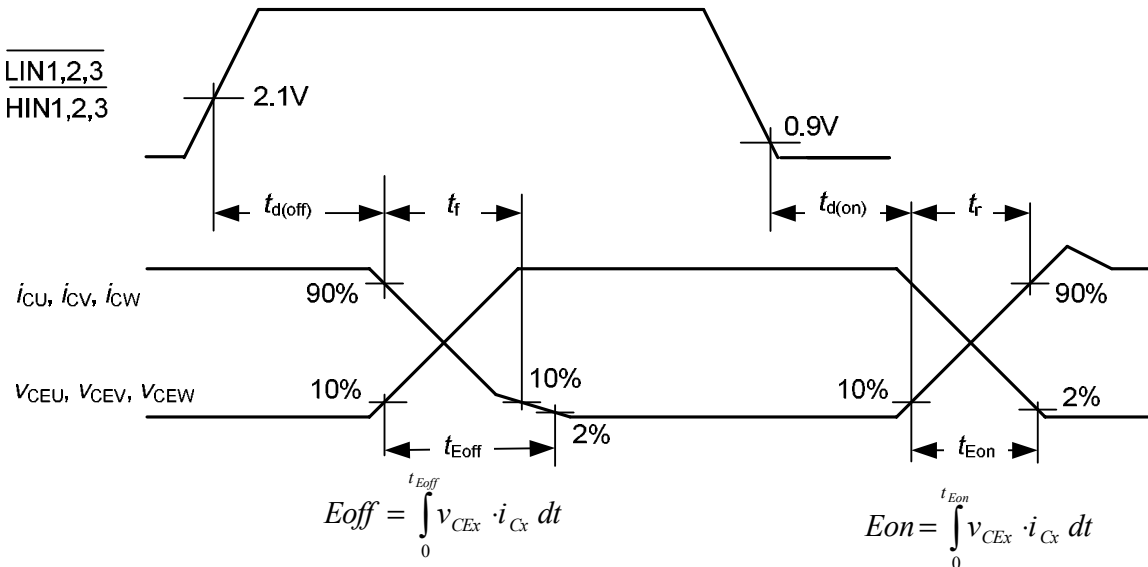 LIN1,2,3
HIN1,2,3
2.1V
0.9V
td(off)
tf
td(on)
tr
iCU, iCV, iCW
90%
90%
vCEU, vCEV, vCEW
10%
10%
10%
2%
2%
tEoff
tEon
Eoff = ∫0tEoff vCEx · iCx dt
Eon = ∫0tEon vCEx · iCx dt